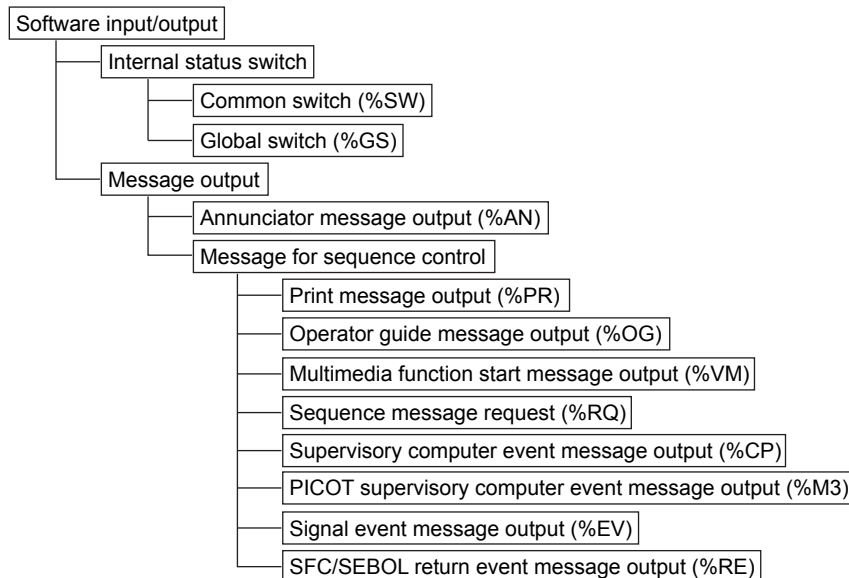 Software input/output
Internal status switch
Common switch (%SW)
Global switch (%GS)
Message output
Annunciator message output (%AN)
Message for sequence control
Print message output (%PR)
Operator guide message output (%OG)
Multimedia function start message output (%VM)
Sequence message request (%RQ)
Supervisory computer event message output (%CP)
PICOT supervisory computer event message output (%M3)
Signal event message output (%EV)
SFC/SEBOL return event message output (%RE)